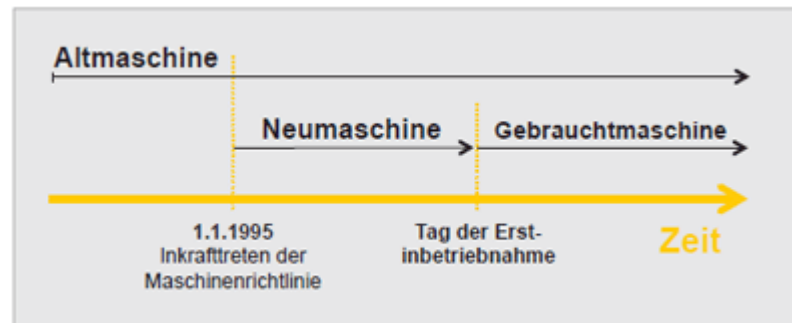 Altmaschine
Neumaschine
Gebrauchtmaschine
1.1.1995
Inkrafttreten der
Maschinenrichtlinie
Tag der Erst-
inbetriebnahme
Zeit